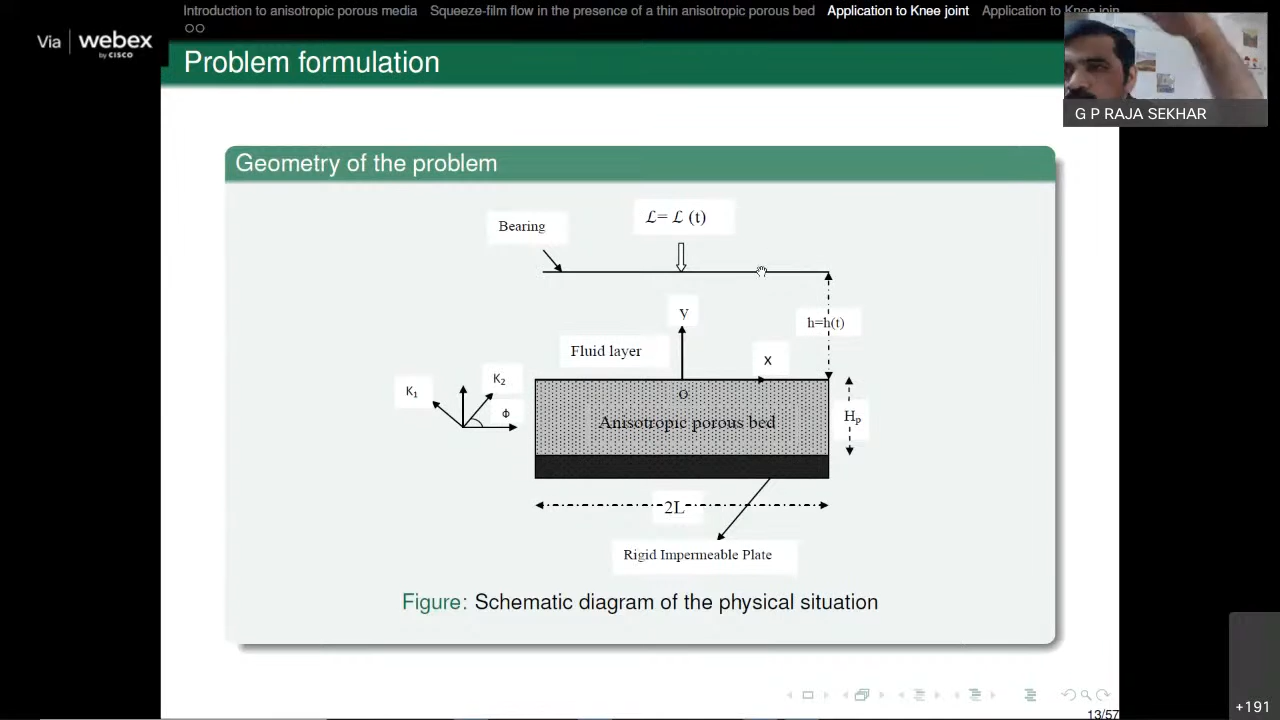 Introduction to anisotropic porous media Squeeze-film flow in the presence of a thin anisotropic porous bed Application to Knee joint Application to Knee join
Via webex
by CISCO
Problem formulation
G P RAJA SEKHAR
Geometry of the problem
Bearing
ℒ= ℒ (t)
y
h=h(t)
Fluid layer
x
K₁
K₂
ϕ
O
Anisotropic porous bed
Hₚ
2L
Rigid Impermeable Plate
Figure: Schematic diagram of the physical situation
13/57
+191